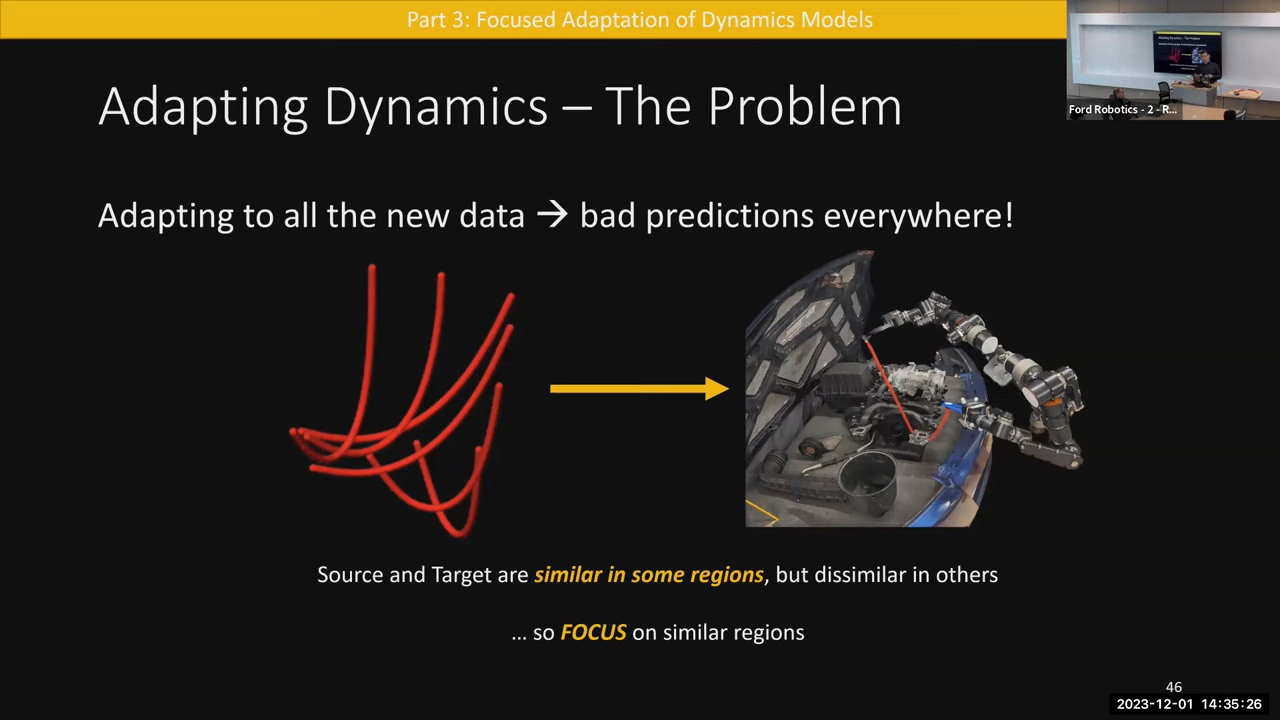 Part 3: Focused Adaptation of Dynamics Models
Adapting Dynamics – The Problem
Ford Robotics - 2 - R...
Adapting to all the new data → bad predictions everywhere!
Source and Target are similar in some regions, but dissimilar in others
... so FOCUS on similar regions
46
2023-12-01 14:35:26